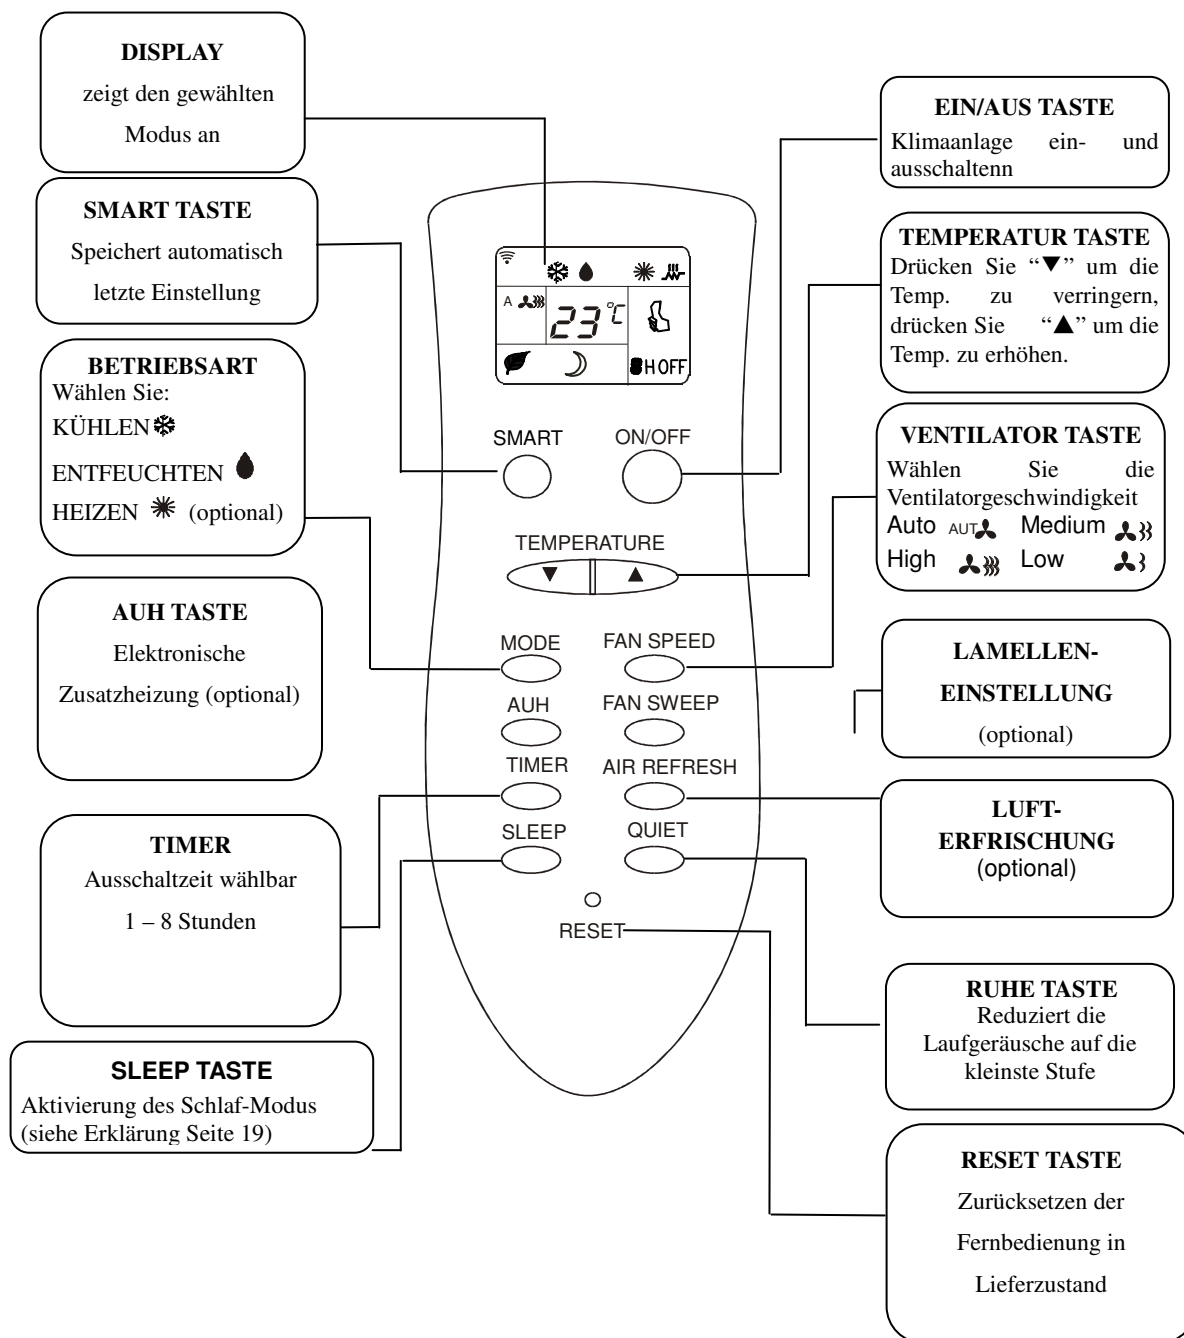 DISPLAY
zeigt den gewählten
Modus an
SMART TASTE
Speichert automatisch
letzte Einstellung
BETRIEBSART
Wählen Sie:
KÜHLEN
ENTFEUCHTEN
HEIZEN (optional)
AUH TASTE
Elektronische
Zusatzheizung (optional)
TIMER
Ausschaltzeit wählbar
1 – 8 Stunden
SLEEP TASTE
Aktivierung des Schlaf-Modus
(siehe Erklärung Seite 19)
A
23 °C
H OFF
SMART ON/OFF
TEMPERATURE
▼ ▲
MODE FAN SPEED
AUH FAN SWEEP
TIMER AIR REFRESH
SLEEP QUIET
RESET
EIN/AUS TASTE
Klimaanlage ein- und
ausschaltenn
TEMPERATUR TASTE
Drücken Sie “▼” um die
Temp. zu verringern,
drücken Sie “▲” um die
Temp. zu erhöhen.
VENTILATOR TASTE
Wählen Sie die
Ventilatorgeschwindigkeit
Auto AUT Medium
High Low
LAMELLEN-
EINSTELLUNG
(optional)
LUFT-
ERFRISCHUNG
(optional)
RUHE TASTE
Reduziert die
Laufgeräusche auf die
kleinste Stufe
RESET TASTE
Zurücksetzen der
Fernbedienung in
Lieferzustand